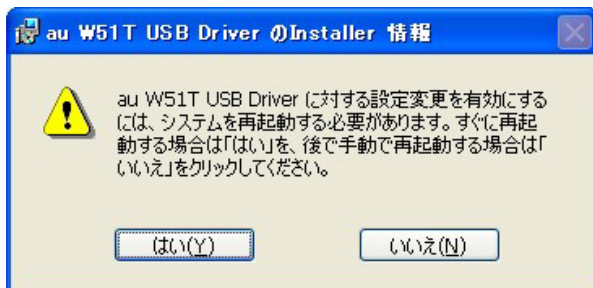 au W51T USB Driver のInstaller 情報
au W51T USB Driver に対する設定変更を有効にする
には、システムを再起動する必要があります。すぐに再起
動する場合は「はい」を、後で手動で再起動する場合は「
いいえ」をクリックしてください。
はい(Y)
いいえ(N)